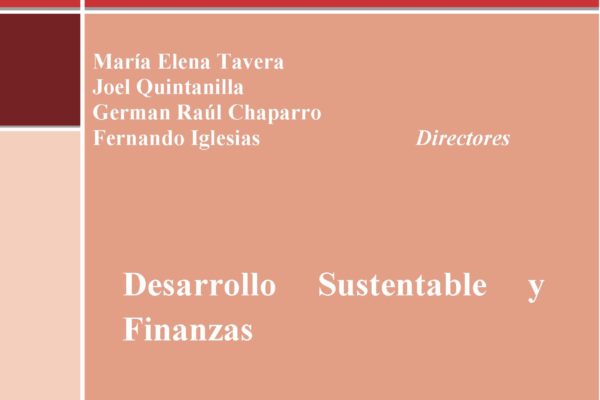 María Elena Tavera
Joel Quintanilla
German Raúl Chaparro
Fernando Iglesias Directores
Desarrollo Sustentable y
Finanzas